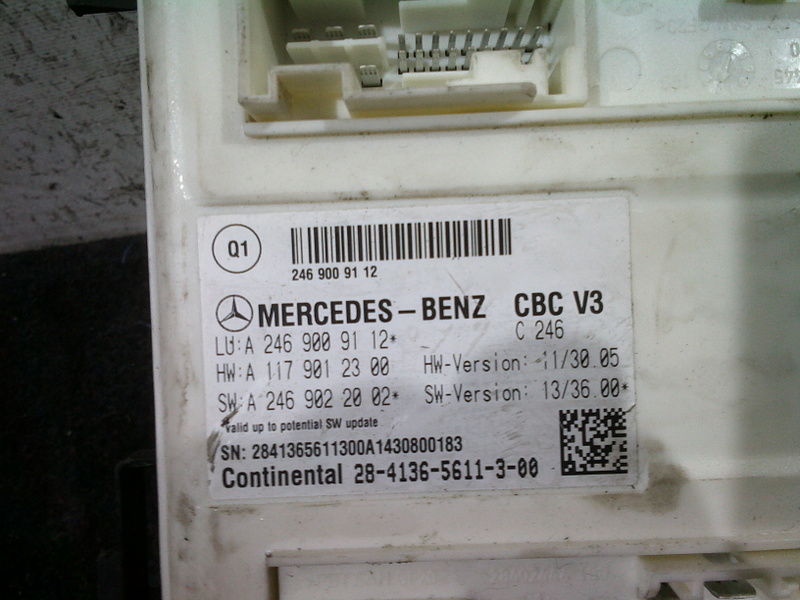 Q1
246 900 91 12
MERCEDES-BENZ CBC V3
C 246
LU:A 246 900 91 12*
HW:A 117 901 23 00 HW-Version: 11/30.05
SW:A 246 902 20 02* SW-Version: 13/36.00*
*valid up to potential SW update
SN: 2841365611300A1430800183
Continental 28-4136-5611-3-00